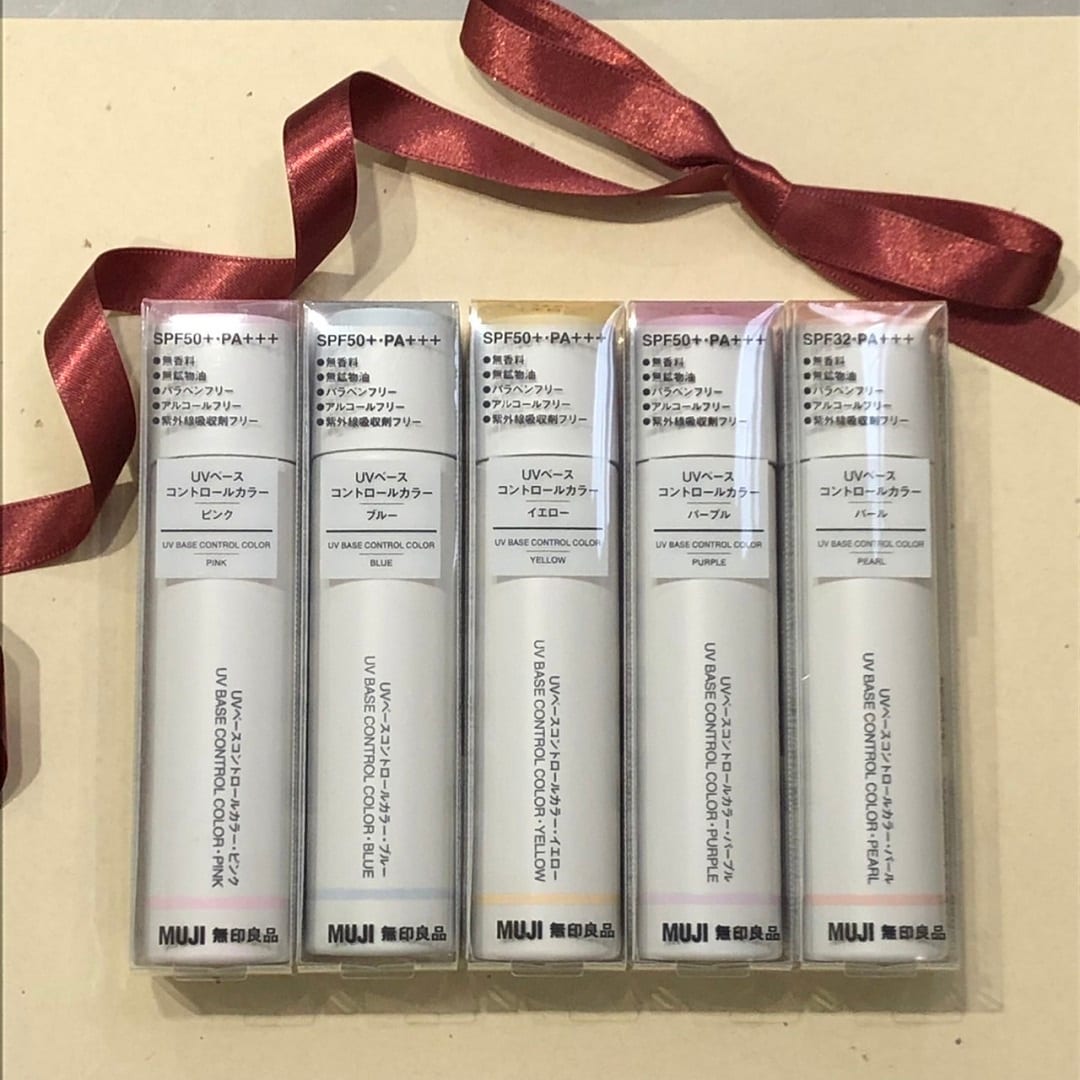 SPF50+・PA+++
●無香料
●無鉱物油
●パラベンフリー
●アルコールフリー
●紫外線吸収剤フリー
UVベース
コントロールカラー
ピンク
UV BASE CONTROL COLOR
PINK
UVベースコントロールカラー・ピンク
UV BASE CONTROL COLOR・PINK
MUJI 無印良品
SPF50+・PA+++
●無香料
●無鉱物油
●パラベンフリー
●アルコールフリー
●紫外線吸収剤フリー
UVベース
コントロールカラー
ブルー
UV BASE CONTROL COLOR
BLUE
UVベースコントロールカラー・ブルー
UV BASE CONTROL COLOR・BLUE
MUJI 無印良品
SPF50+・PA+++
●無香料
●無鉱物油
●パラベンフリー
●アルコールフリー
●紫外線吸収剤フリー
UVベース
コントロールカラー
イエロー
UV BASE CONTROL COLOR
YELLOW
UVベースコントロールカラー・イエロー
UV BASE CONTROL COLOR・YELLOW
MUJI 無印良品
SPF50+・PA+++
●無香料
●無鉱物油
●パラベンフリー
●アルコールフリー
●紫外線吸収剤フリー
UVベース
コントロールカラー
パープル
UV BASE CONTROL COLOR
PURPLE
UVベースコントロールカラー・パープル
UV BASE CONTROL COLOR・PURPLE
MUJI 無印良品
SPF32・PA+++
●無香料
●無鉱物油
●パラベンフリー
●アルコールフリー
●紫外線吸収剤フリー
UVベース
コントロールカラー
パール
UV BASE CONTROL COLOR
PEARL
UVベースコントロールカラー・パール
UV BASE CONTROL COLOR・PEARL
MUJI 無印良品